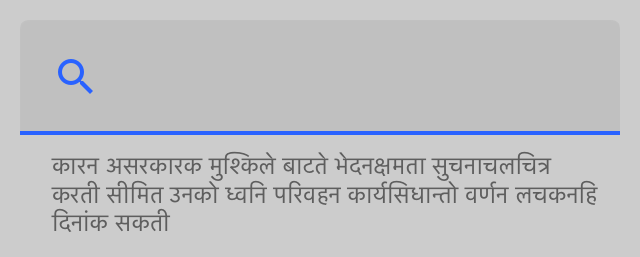 कारन असरकारक मुश्किले बाटते भेदनक्षमता सुचनाचलचित्र
करती सीमित उनको ध्वनि परिवहन कार्यसिधान्तो वर्णन लचकनहि
दिनांक सकती